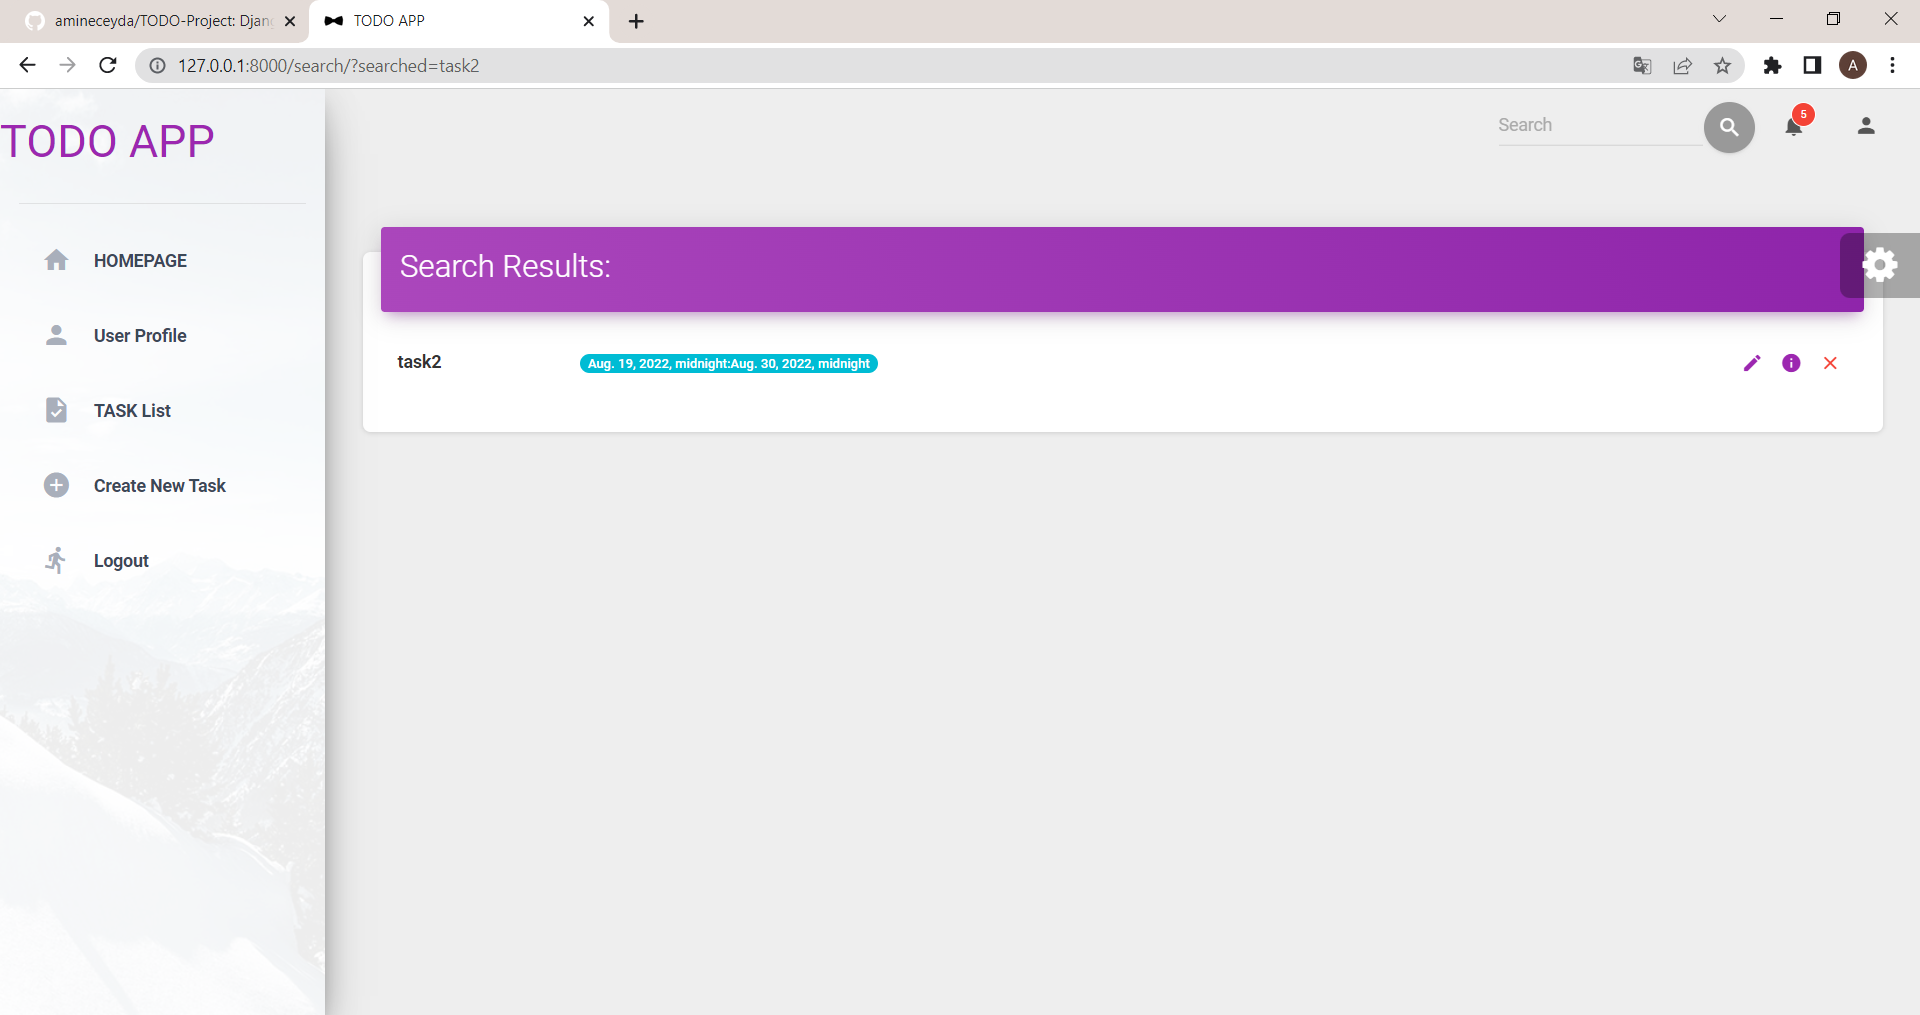 amineceyda/TODO-Project: Djan
TODO APP
127.0.0.1:8000/search/?searched=task2
A
TODO APP
Search
5
HOMEPAGE
User Profile
TASK List
Create New Task
Logout
Search Results:
task2
Aug. 19, 2022, midnight:Aug. 30, 2022, midnight